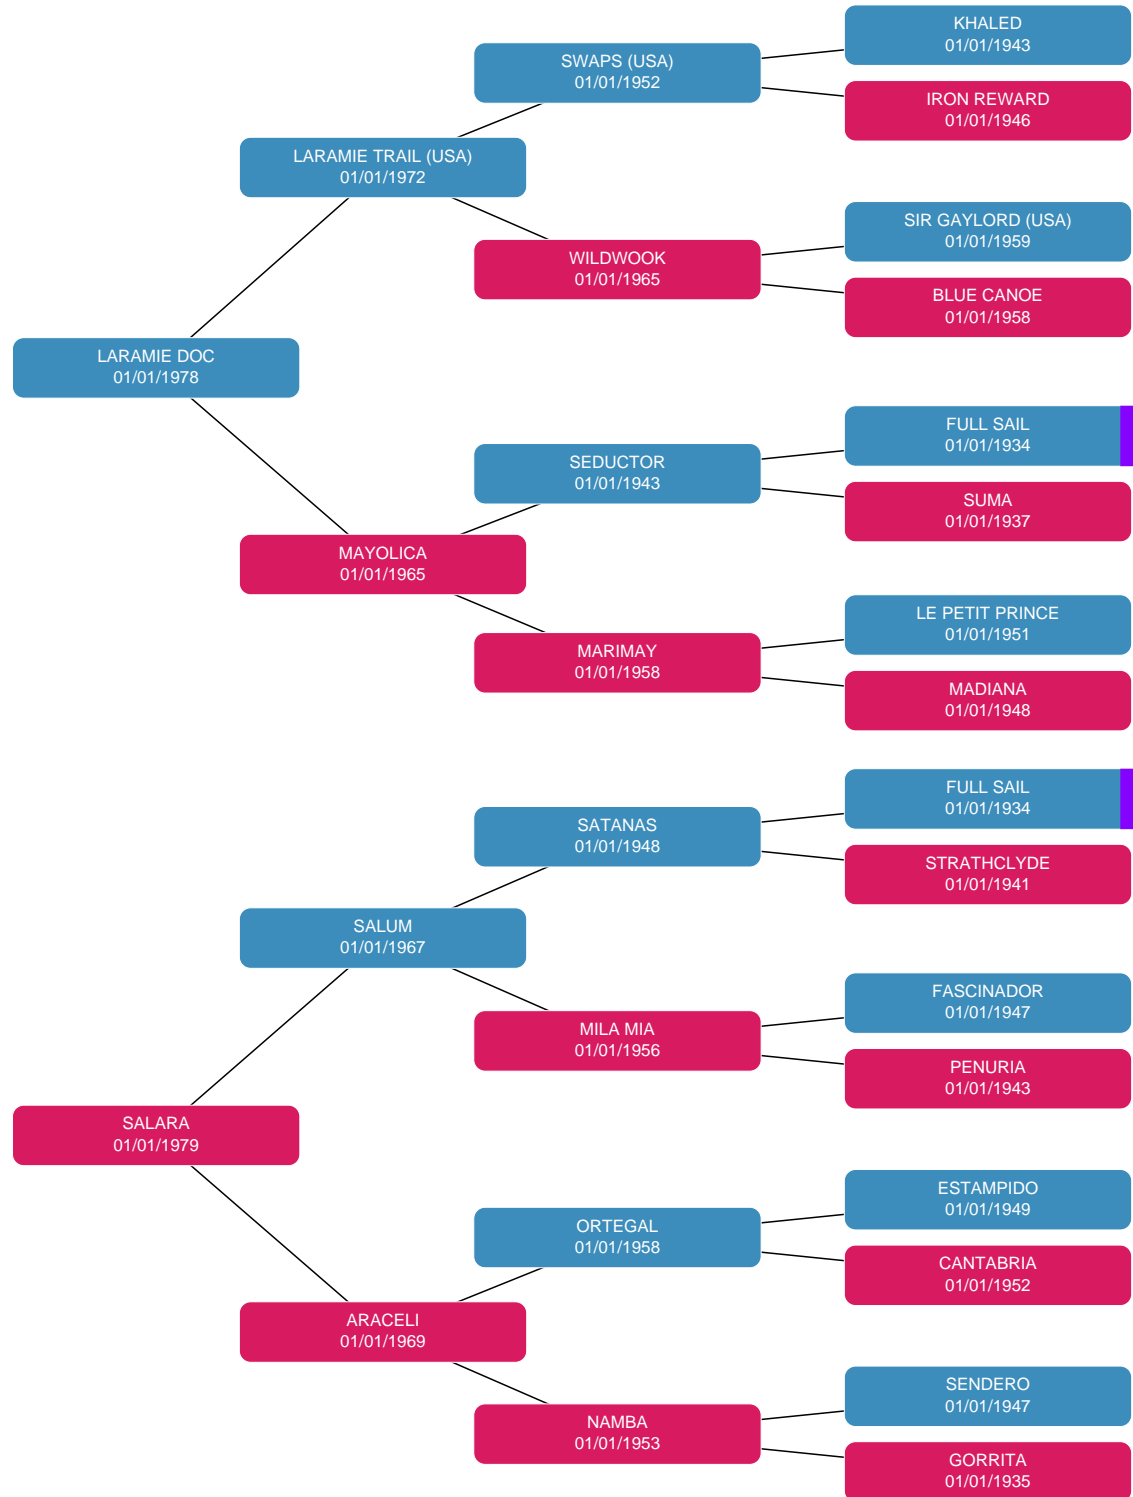 KHALED
01/01/1943
SWAPS (USA)
01/01/1952
IRON REWARD
01/01/1946
LARAMIE TRAIL (USA)
01/01/1972
SIR GAYLORD (USA)
01/01/1959
WILDWOOK
01/01/1965
BLUE CANOE
01/01/1958
LARAMIE DOC
01/01/1978
FULL SAIL
01/01/1934
SEDUCTOR
01/01/1943
SUMA
01/01/1937
MAYOLICA
01/01/1965
LE PETIT PRINCE
01/01/1951
MARIMAY
01/01/1958
MADIANA
01/01/1948
FULL SAIL
01/01/1934
SATANAS
01/01/1948
STRATHCLYDE
01/01/1941
SALUM
01/01/1967
FASCINADOR
01/01/1947
MILA MIA
01/01/1956
PENURIA
01/01/1943
SALARA
01/01/1979
ESTAMPIDO
01/01/1949
ORTEGAL
01/01/1958
CANTABRIA
01/01/1952
ARACELI
01/01/1969
SENDERO
01/01/1947
NAMBA
01/01/1953
GORRITA
01/01/1935